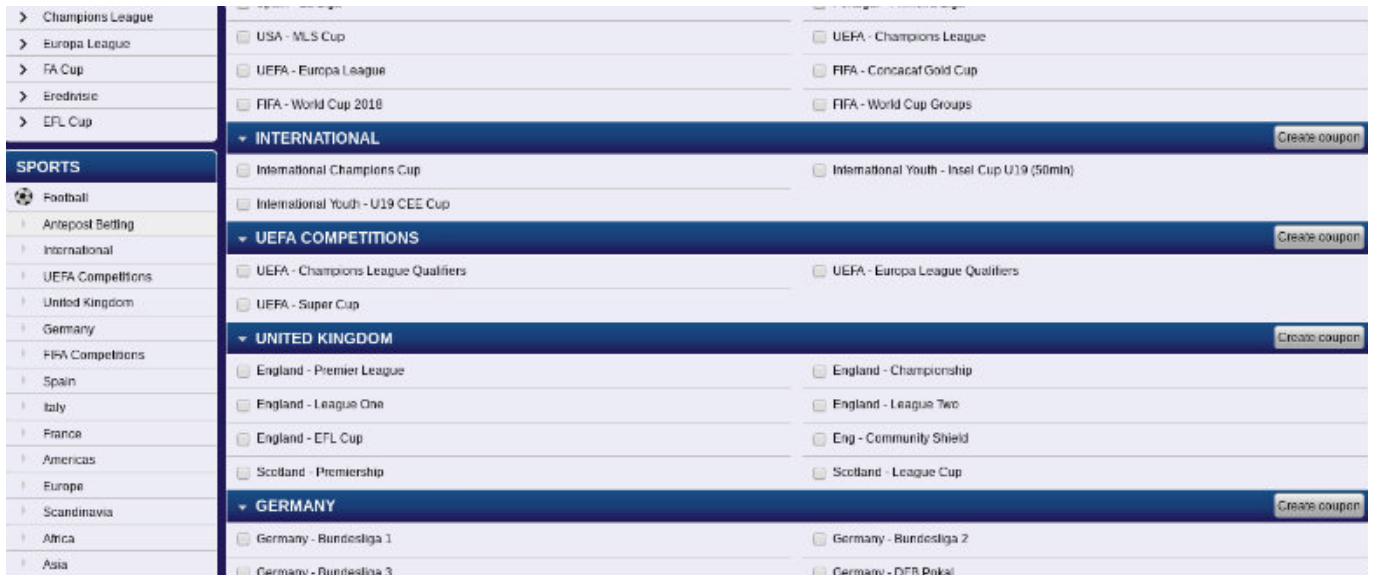 Champions League
Europa League
FA Cup
Eredivisie
EFL Cup
SPORTS
Football
Antepost Betting
International
UEFA Competitions
United Kingdom
Germany
FIFA Competitions
Spain
Italy
France
Americas
Europe
Scandinavia
Africa
Asia
USA - MLS Cup
UEFA - Champions League
UEFA - Europa League
FIFA - Concacaf Gold Cup
FIFA - World Cup 2018
FIFA - World Cup Groups
INTERNATIONAL
Create coupon
International Champions Cup
International Youth - Insel Cup U19 (50min)
International Youth - U19 CEE Cup
UEFA COMPETITIONS
Create coupon
UEFA - Champions League Qualifiers
UEFA - Europa League Qualifiers
UEFA - Super Cup
UNITED KINGDOM
Create coupon
England - Premier League
England - Championship
England - League One
England - League Two
England - EFL Cup
Eng - Community Shield
Scotland - Premiership
Scotland - League Cup
GERMANY
Create coupon
Germany - Bundesliga 1
Germany - Bundesliga 2
Germany - Bundesliga 3
Germany - DFB Pokal